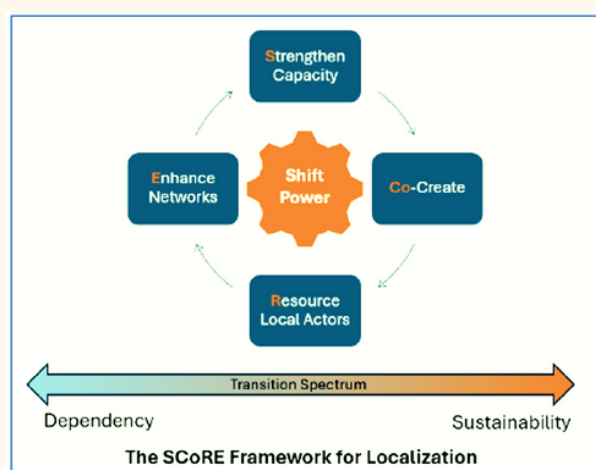 Strengthen
Capacity
Enhance
Networks
Shift
Power
Co-Create
Resource
Local Actors
Transition Spectrum
Dependency
Sustainability
The SCoRE Framework for Localization